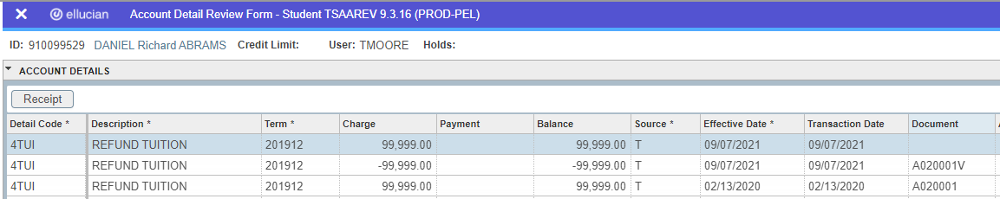 ellucian Account Detail Review Form - Student TSAAREV 9.3.16 (PROD-PEL)
ID: 910099529 DANIEL Richard ABRAMS Credit Limit: User: TMOORE Holds:
ACCOUNT DETAILS
Receipt
Detail Code * Description * Term * Charge Payment Balance Source * Effective Date * Transaction Date Document
4TUI REFUND TUITION 201912 99,999.00 99,999.00 T 09/07/2021 09/07/2021
4TUI REFUND TUITION 201912 -99,999.00 -99,999.00 T 09/07/2021 09/07/2021 A020001V
4TUI REFUND TUITION 201912 99,999.00 99,999.00 T 02/13/2020 02/13/2020 A020001